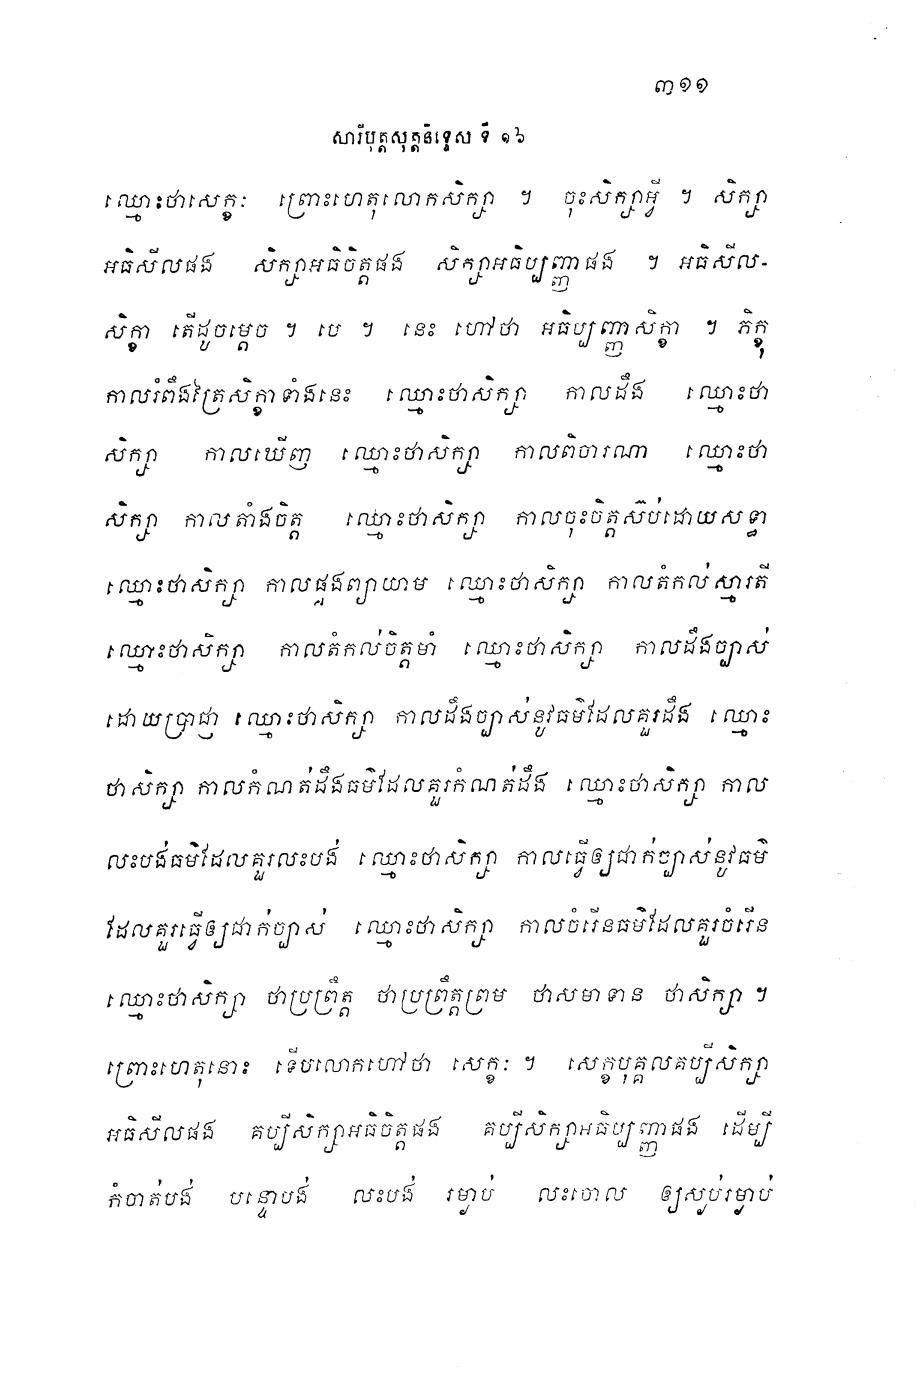 ៣១១
សារីបុត្តសុត្តនិទ្ទេស ទី ១៦
ឈ្មោះថាសេក្ខៈ ព្រោះហេតុលោកសិក្សា ។ ចុះសិក្សាអ្វី ។ សិក្សា
អធិសីលផង សិក្សាអធិចិត្តផង សិក្សាអធិប្បញ្ញាផង ។ អធិសីល-
សិក្ខា តើដូចម្តេច ។ បេ ។ នេះ ហៅថា អធិប្បញ្ញាសិក្ខា ។ ភិក្ខុ
កាលរំពឹងត្រៃសិក្ខាទាំងនេះ ឈ្មោះថាសិក្សា កាលដឹង ឈ្មោះថា
សិក្សា កាលឃើញ ឈ្មោះថាសិក្សា កាលពិចារណា ឈ្មោះថា
សិក្សា កាលតាំងចិត្ត ឈ្មោះថាសិក្សា កាលចុះចិត្តស៊ប់ដោយសទ្ធា
ឈ្មោះថាសិក្សា កាលផ្គងព្យាយាម ឈ្មោះថាសិក្សា កាលតំកល់ស្មារតី
ឈ្មោះថាសិក្សា កាលតំកល់ចិត្តមាំ ឈ្មោះថាសិក្សា កាលដឹងច្បាស់
ដោយប្រាជ្ញា ឈ្មោះថាសិក្សា កាលដឹងច្បាស់នូវធម៌ដែលគួរដឹង ឈ្មោះ
ថាសិក្សា កាលកំណត់ដឹងធម៌ដែលគួរកំណត់ដឹង ឈ្មោះថាសិក្សា កាល
លះបង់ធម៌ដែលគួរលះបង់ ឈ្មោះថាសិក្សា កាលធ្វើឲ្យជាក់ច្បាស់នូវធម៌
ដែលគួរធ្វើឲ្យជាក់ច្បាស់ ឈ្មោះថាសិក្សា កាលចំរើនធម៌ដែលគួរចំរើន
ឈ្មោះថាសិក្សា ថាប្រព្រឹត្ត ថាប្រព្រឹត្តព្រម ថាសមាទាន ថាសិក្សា ។
ព្រោះហេតុនោះ ទើបលោកហៅថា សេក្ខៈ ។ សេក្ខបុគ្គលគប្បីសិក្សា
អធិសីលផង គប្បីសិក្សាអធិចិត្តផង គប្បីសិក្សាអធិប្បញ្ញាផង ដើម្បី
កំចាត់បង់ បន្ទោបង់ លះបង់ រម្ងាប់ លះចោល ឲ្យស្ងប់រម្ងាប់